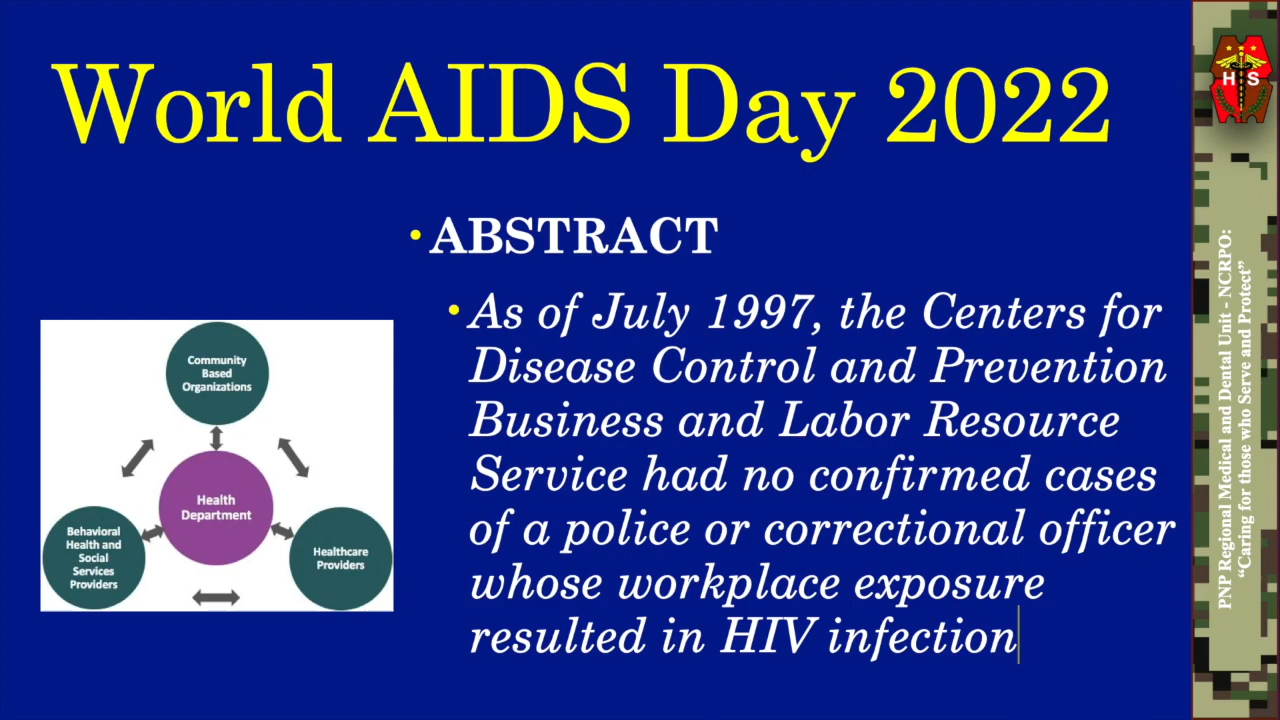 World AIDS Day 2022
• ABSTRACT
• As of July 1997, the Centers for
Disease Control and Prevention
Business and Labor Resource
Service had no confirmed cases
of a police or correctional officer
whose workplace exposure
resulted in HIV infection
Community
Based
Organizations
Health
Department
Behavioral
Health and
Social
Services
Providers
Healthcare
Providers
H S
PNP Regional Medical and Dental Unit - NCRPO:
“Caring for those who Serve and Protect”